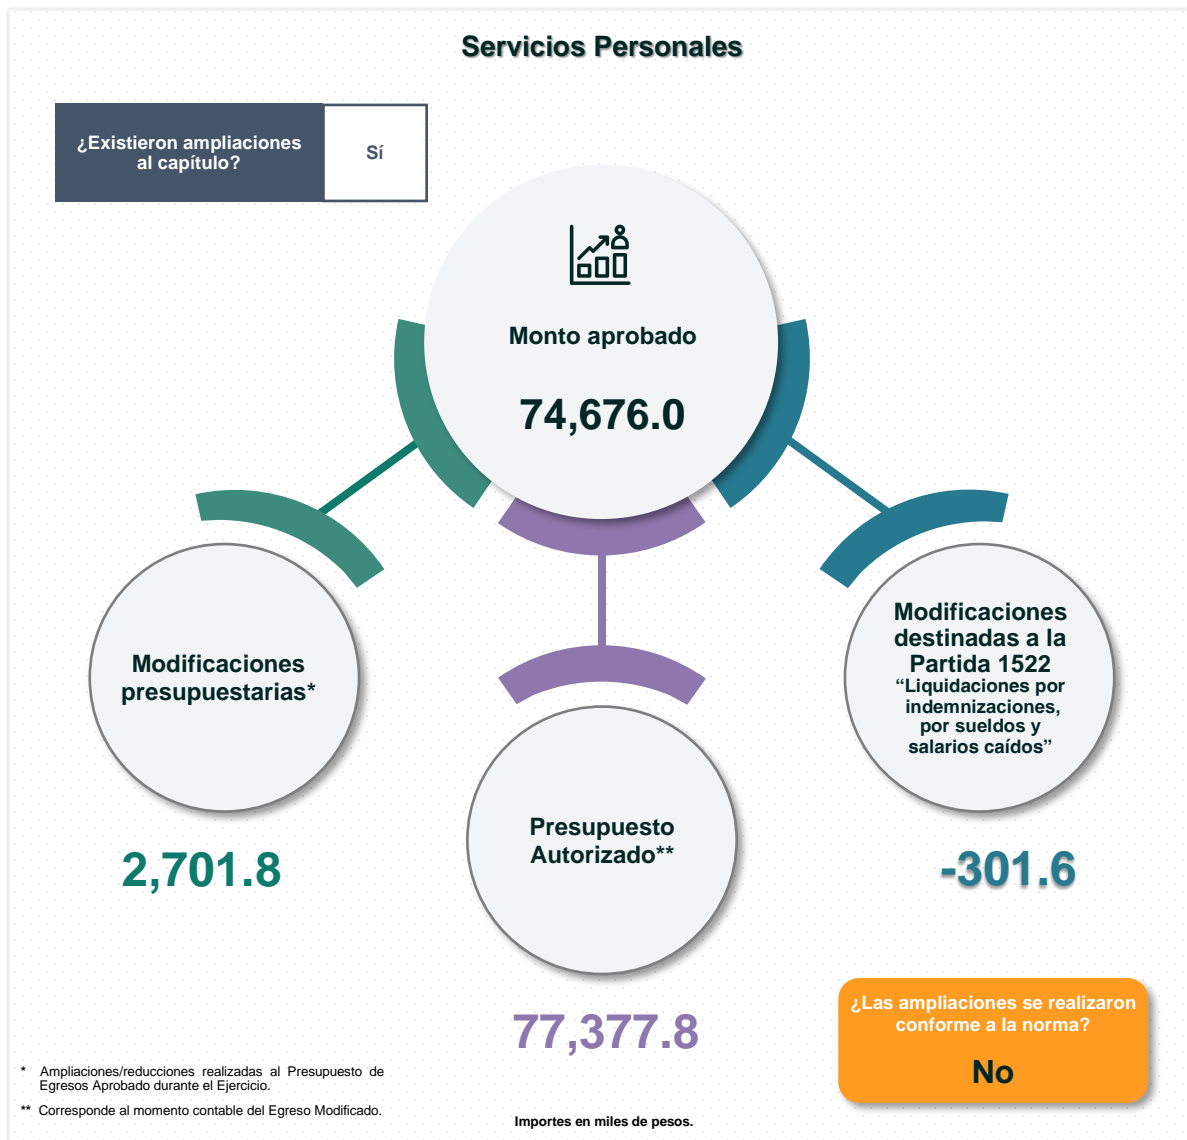 Servicios Personales
¿Existieron ampliaciones
al capítulo?
Sí
Monto aprobado
74,676.0
Modificaciones
presupuestarias*
2,701.8
Presupuesto
Autorizado**
77,377.8
Modificaciones
destinadas a la
Partida 1522
“Liquidaciones por
indemnizaciones,
por sueldos y
salarios caídos”
-301.6
¿Las ampliaciones se realizaron
conforme a la norma?
No
* Ampliaciones/reducciones realizadas al Presupuesto de
Egresos Aprobado durante el Ejercicio.
** Corresponde al momento contable del Egreso Modificado.
Importes en miles de pesos.